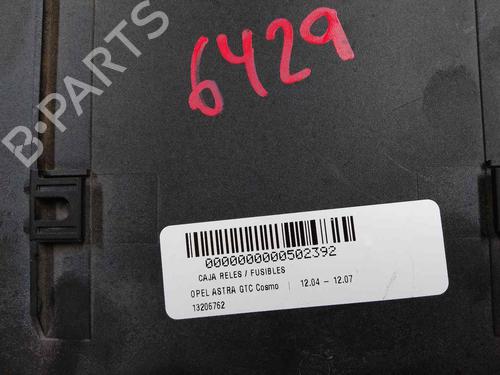 B-PARTS
6429
0000000000502392
CAJA RELES / FUSIBLES
OPEL ASTRA GTC Cosmo | 12.04 – 12.07
13206762